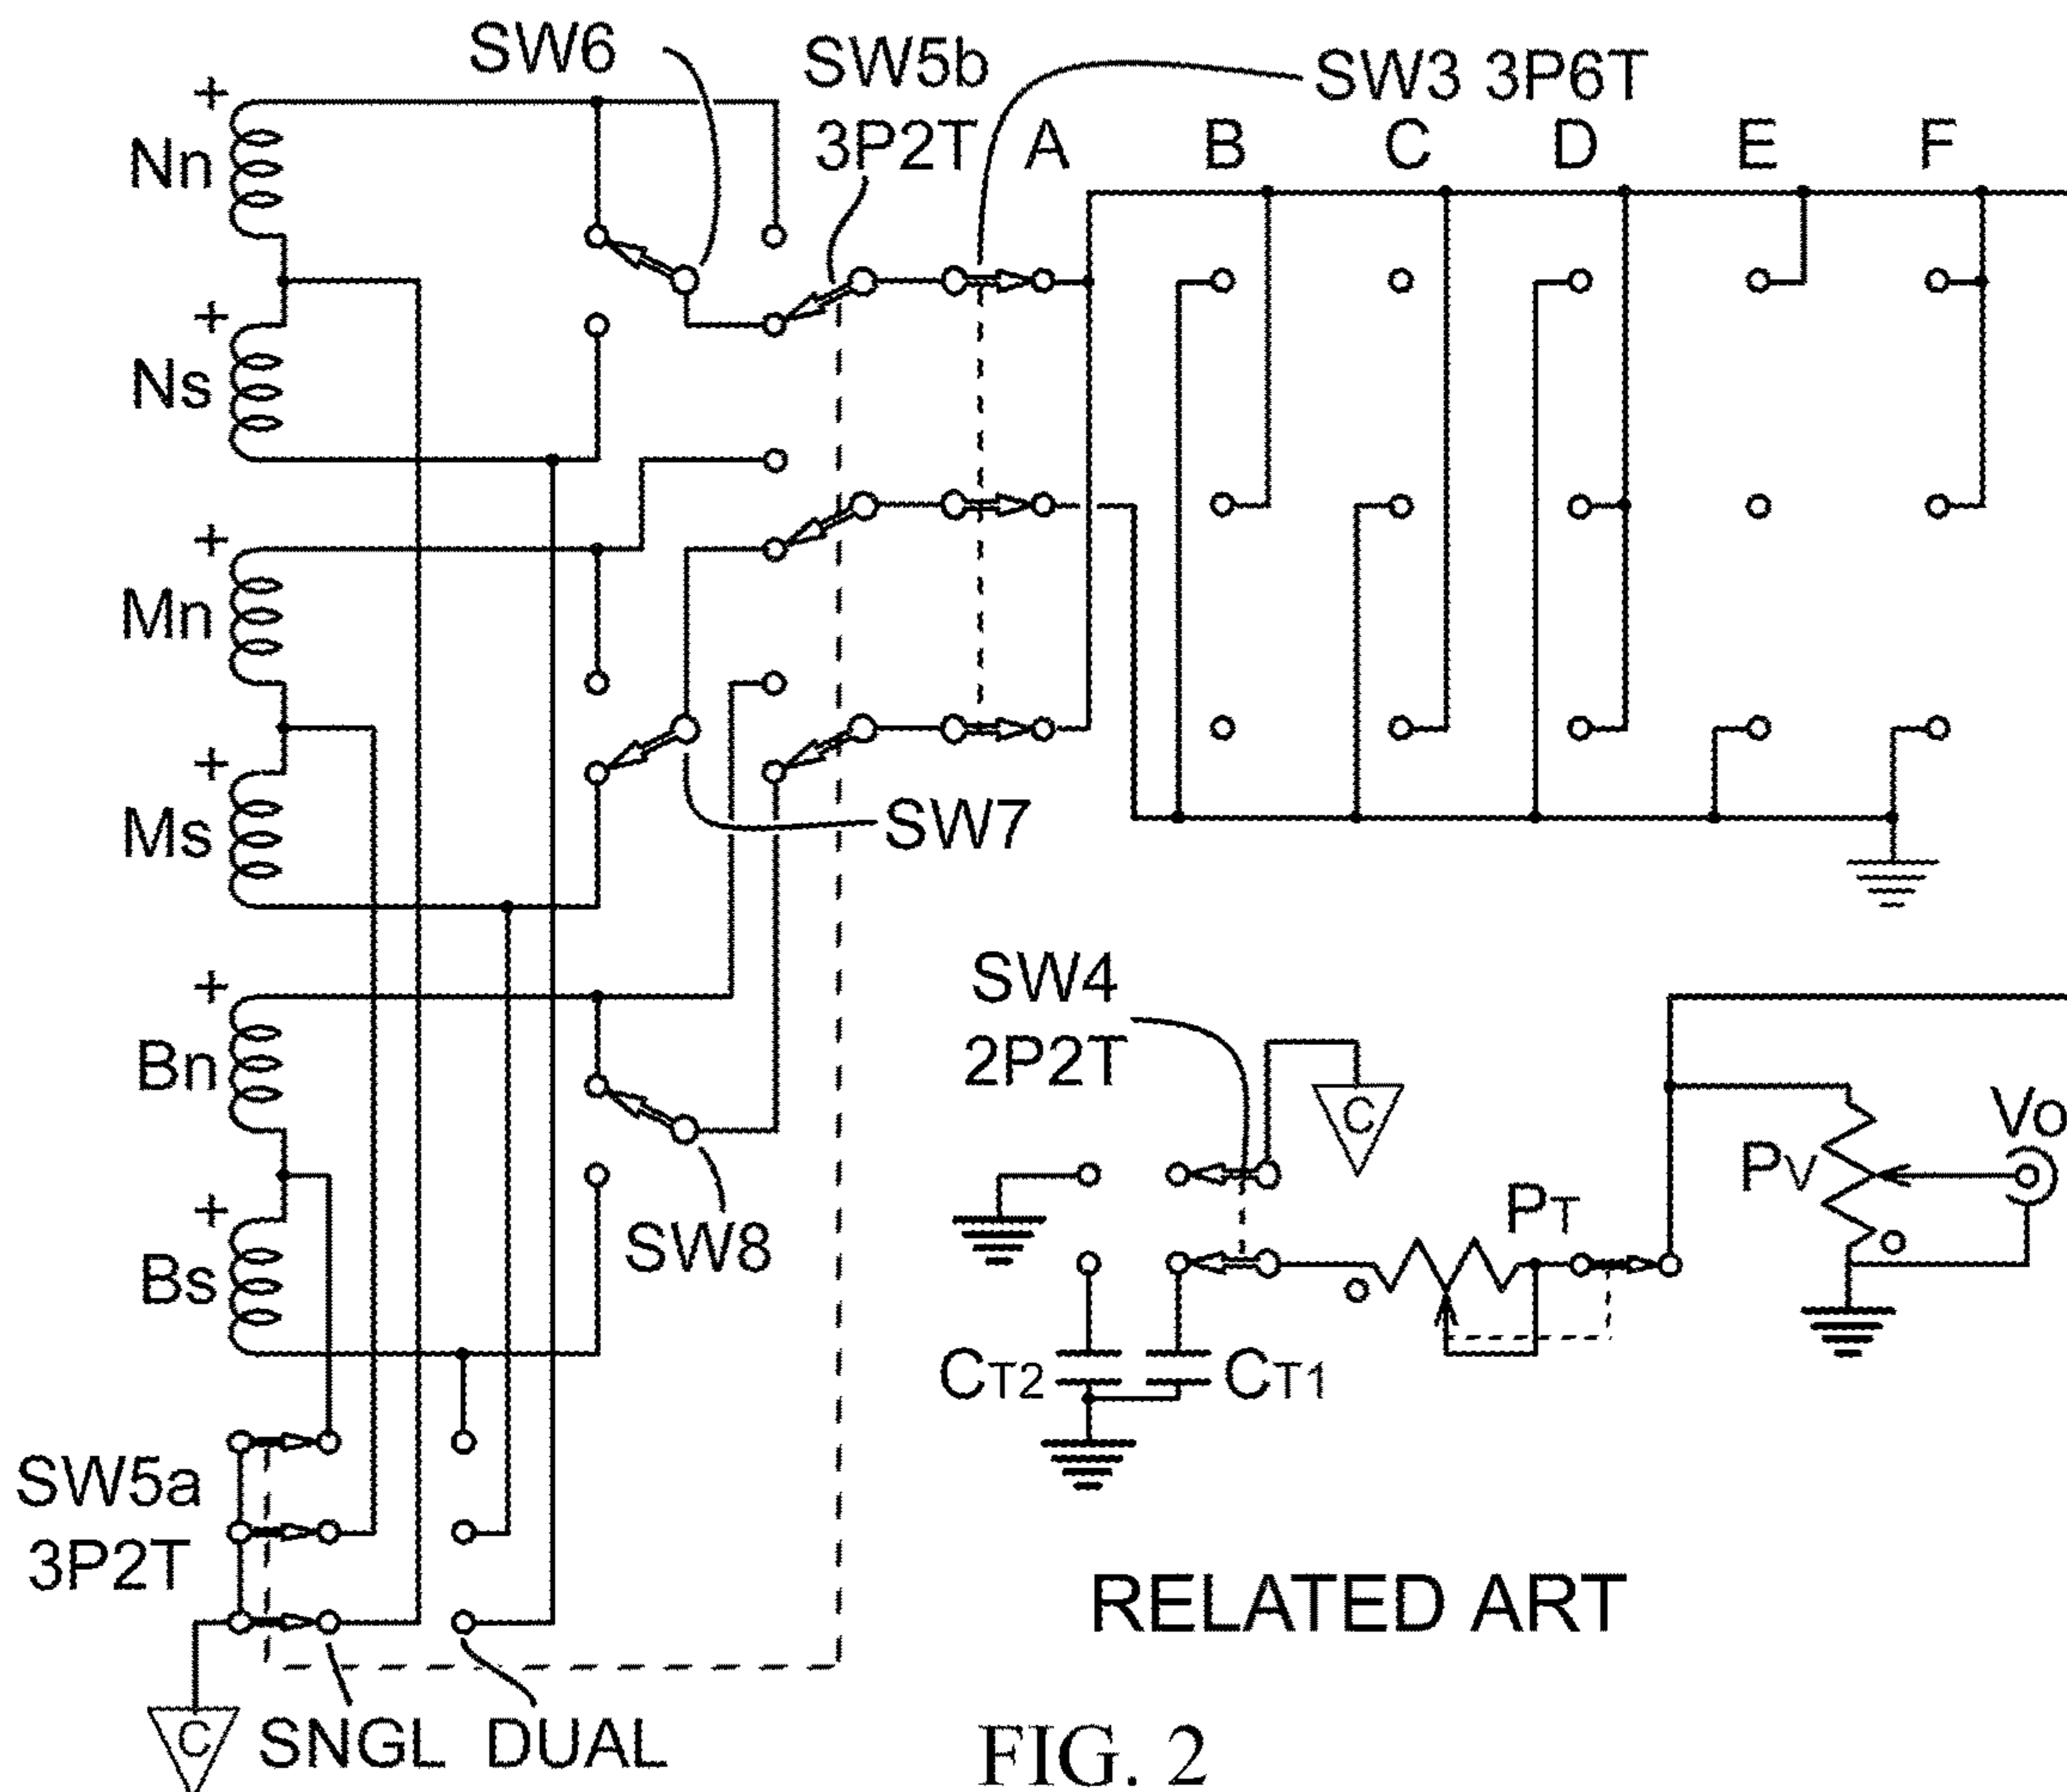 SW6
SW5b
3P2T
SW3 3P6T
A B C D E F
+
Nn
+
Ns
+
Mn
+
Ms
SW7
+
Bn
+
Bs
SW8
SW4
2P2T
C
PT
PV
Vo
CT2
CT1
SW5a
3P2T
C
SNGL DUAL
RELATED ART
FIG. 2